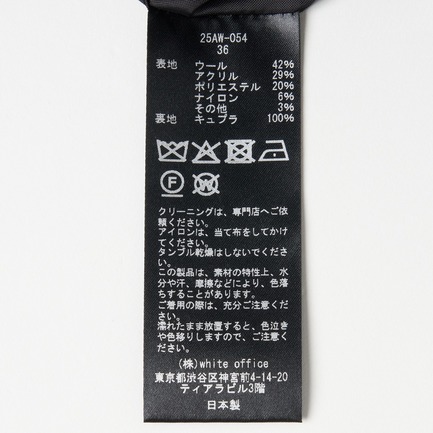 25AW-054
36
表地 ウール 42%
アクリル 29%
ポリエステル 20%
ナイロン 6%
その他 3%
裏地 キュプラ 100%
F W
クリーニングは、専門店へご依
頼ください。
アイロンは、当て布をしてかけ
てください。
タンブル乾燥はしないでくださ
い。
この製品は、素材の特性上、水
分や汗、摩擦などにより、色落
ちすることがあります。
ご着用の際は、充分ご注意くだ
さい。
濡れたまま放置すると、色泣き
や色移りしますので、ご注意く
ださい。
(株)white office
東京都渋谷区神宮前4-14-20
ティアラビル3階
日本製